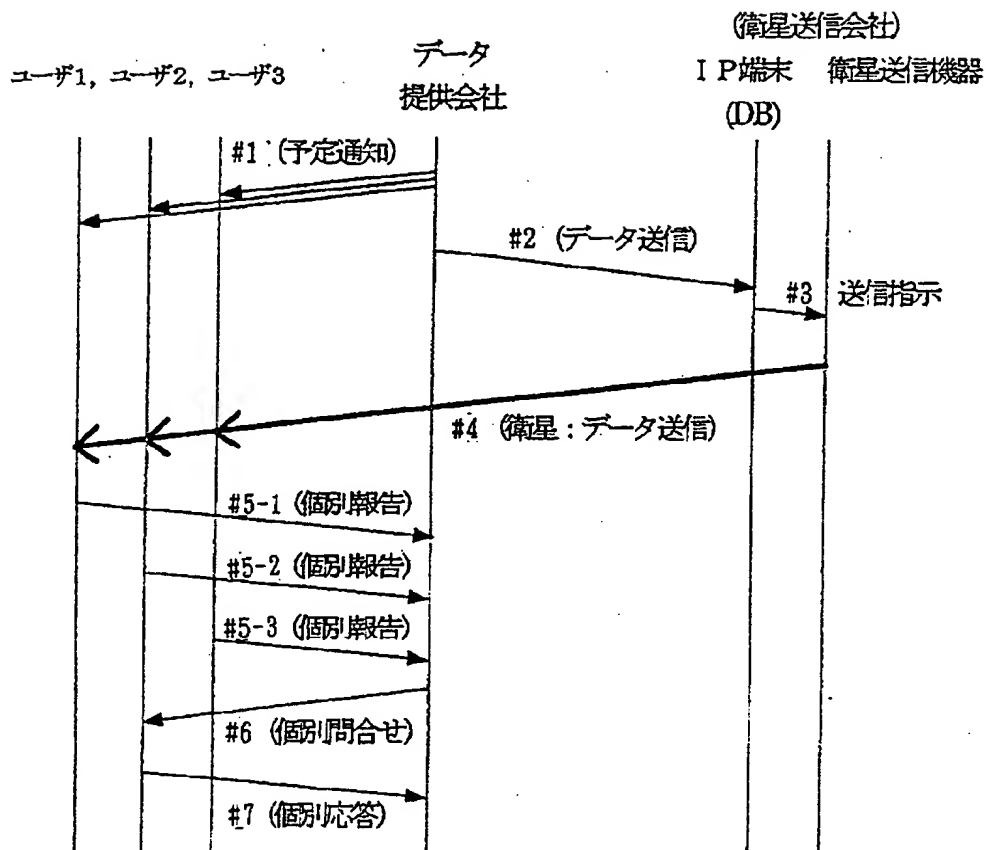 (衛星送信会社)
データ
提供会社
ユーザ1, ユーザ2, ユーザ3
IP端末 衛星送信機器
(DB)
#1 (予定通知)
#2 (データ送信)
#3 送信指示
#4 (衛星：データ送信)
#5-1 (個別報告)
#5-2 (個別報告)
#5-3 (個別報告)
#6 (個別問合せ)
#7 (個別応答)